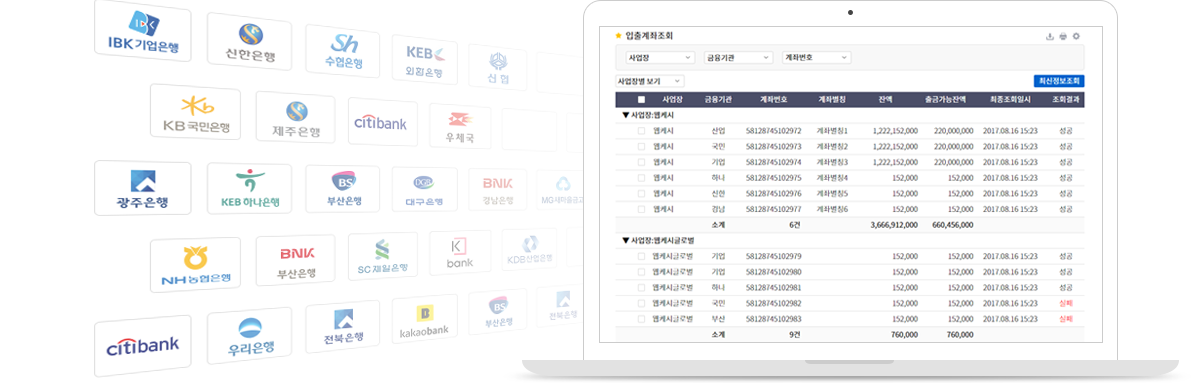 IBK기업은행
신한은행
Sh
수협은행
KEB
외환은행
신협
Kb
KB국민은행
제주은행
citibank
우체국
광주은행
KEB 하나은행
BS
부산은행
DGB
대구은행
BNK
경남은행
MG새마을금고
NH농협은행
BNK
부산은행
SC제일은행
K
bank
KDB산업은행
citibank
우리은행
전북은행
B
kakaobank
BS
부산은행
전북은행
입출계좌조회
사업장 금융기관 계좌번호
사업장별 보기 최신정보조회
사업장 금융기관 계좌번호 계좌별칭 잔액 출금가능잔액 최종조회일시 조회결과
▼ 사업장:웹케시
웹케시 산업 58128745102972 계좌별칭1 1,222,152,000 220,000,000 2017.08.16 15:23 성공
웹케시 국민 58128745102973 계좌별칭2 1,222,152,000 220,000,000 2017.08.16 15:23 성공
웹케시 기업 58128745102974 계좌별칭3 1,222,152,000 220,000,000 2017.08.16 15:23 성공
웹케시 하나 58128745102975 계좌별칭4 152,000 152,000 2017.08.16 15:23 성공
웹케시 신한 58128745102976 계좌별칭5 152,000 152,000 2017.08.16 15:23 성공
웹케시 경남 58128745102977 계좌별칭6 152,000 152,000 2017.08.16 15:23 성공
소계 6건 3,666,912,000 660,456,000
▼ 사업장:웹케시글로벌
웹케시글로벌 기업 58128745102979 152,000 152,000 2017.08.16 15:23 성공
웹케시글로벌 기업 58128745102980 152,000 152,000 2017.08.16 15:23 성공
웹케시글로벌 하나 58128745102981 152,000 152,000 2017.08.16 15:23 성공
웹케시글로벌 국민 58128745102982 152,000 152,000 2017.08.16 15:23 실패
웹케시글로벌 부산 58128745102983 152,000 152,000 2017.08.16 15:23 실패
소계 9건 760,000 760,000